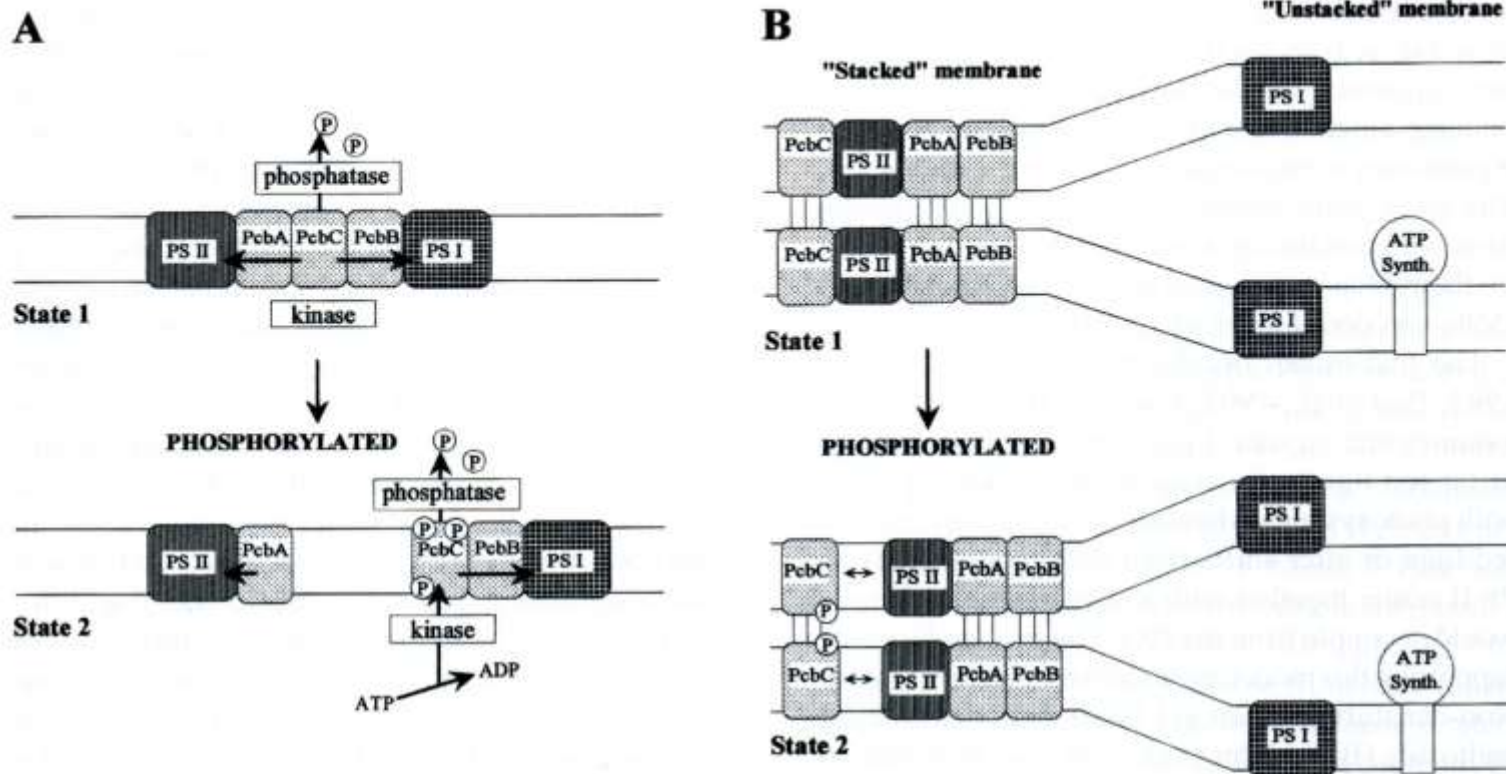 A
P
P
phosphatase
PS II
PcbA
PcbC
PcbB
PS I
State 1
kinase
PHOSPHORYLATED
P
P
phosphatase
P
P
PS II
PcbA
PcbC
PcbB
PS I
P
State 2
kinase
ATP
ADP
B
"Unstacked" membrane
"Stacked" membrane
PS I
PcbC
PS II
PcbA
PcbB
PcbC
PS II
PcbA
PcbB
ATP
Synth.
PS I
State 1
PHOSPHORYLATED
PS I
PcbC
PS II
PcbA
PcbB
P
P
PcbC
PS II
PcbA
PcbB
ATP
Synth.
PS I
State 2